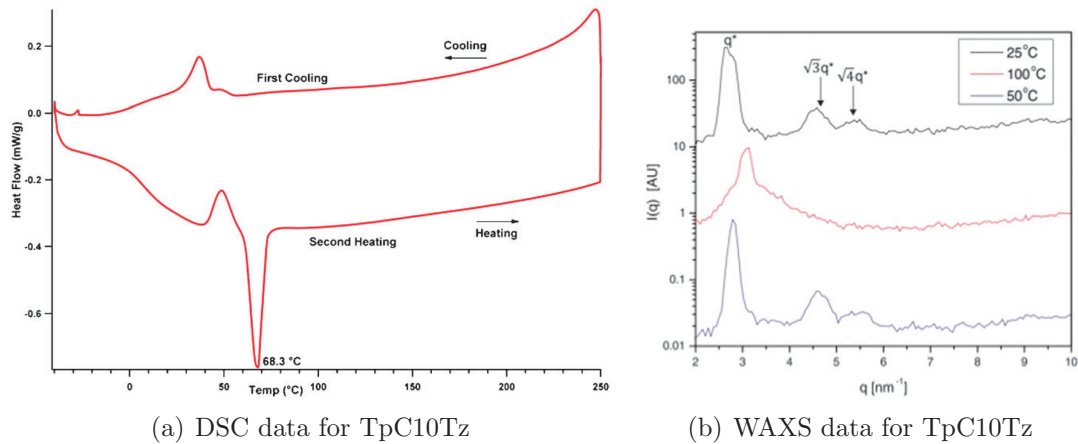 0.2
0.0
-0.2
-0.4
-0.6
Heat Flow (mW/g)
Cooling
First Cooling
Second Heating
Heating
68.3 °C
0 50 100 150 200 250
Temp (°C)
(a) DSC data for TpC10Tz
q*
√3q* √4q*
25°C
100°C
50°C
100
10
1
0.1
0.01
I(q) [AU]
2 3 4 5 6 7 8 9 10
q [nm⁻¹]
(b) WAXS data for TpC10Tz